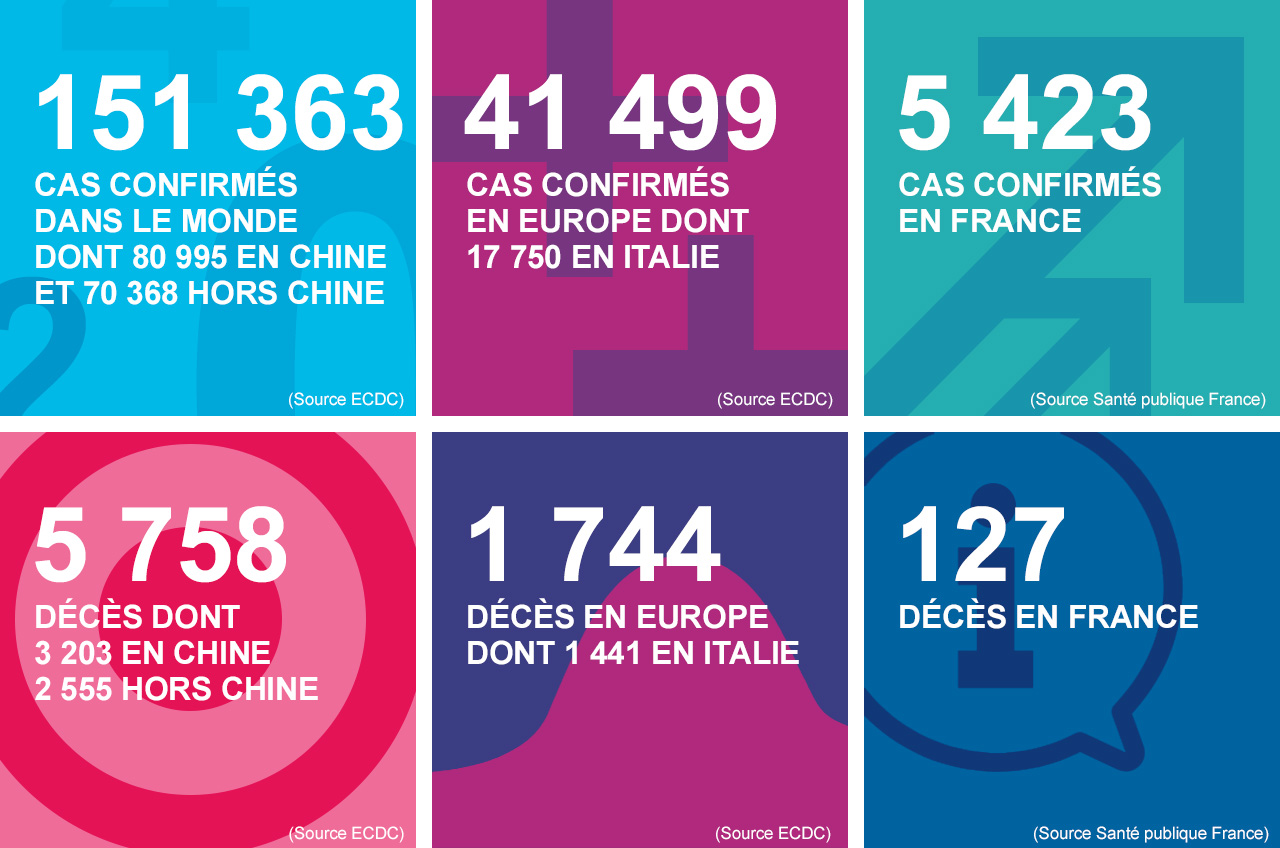 151 363
CAS CONFIRMÉS
DANS LE MONDE
DONT 80 995 EN CHINE
ET 70 368 HORS CHINE
(Source ECDC)
41 499
CAS CONFIRMÉS
EN EUROPE DONT
17 750 EN ITALIE
(Source ECDC)
5 423
CAS CONFIRMÉS
EN FRANCE
(Source Santé publique France)
5 758
DÉCÈS DONT
3 203 EN CHINE
2 555 HORS CHINE
(Source ECDC)
1 744
DÉCÈS EN EUROPE
DONT 1 441 EN ITALIE
(Source ECDC)
127
DÉCÈS EN FRANCE
(Source Santé publique France)